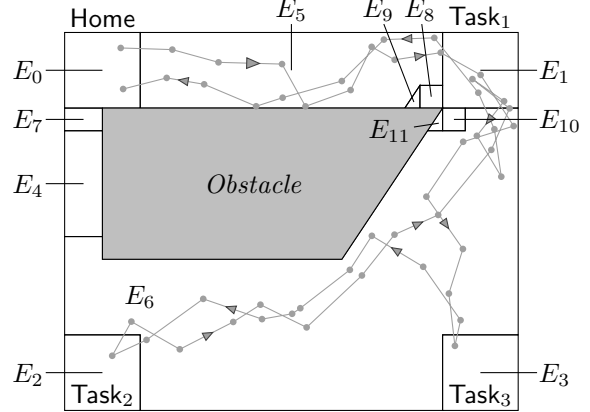 Home E₅ E₉ E₈ Task₁
E₀ E₁
E₇ E₁₁ E₁₀
E₄ Obstacle
E₆
E₂ Task₂ Task₃ E₃